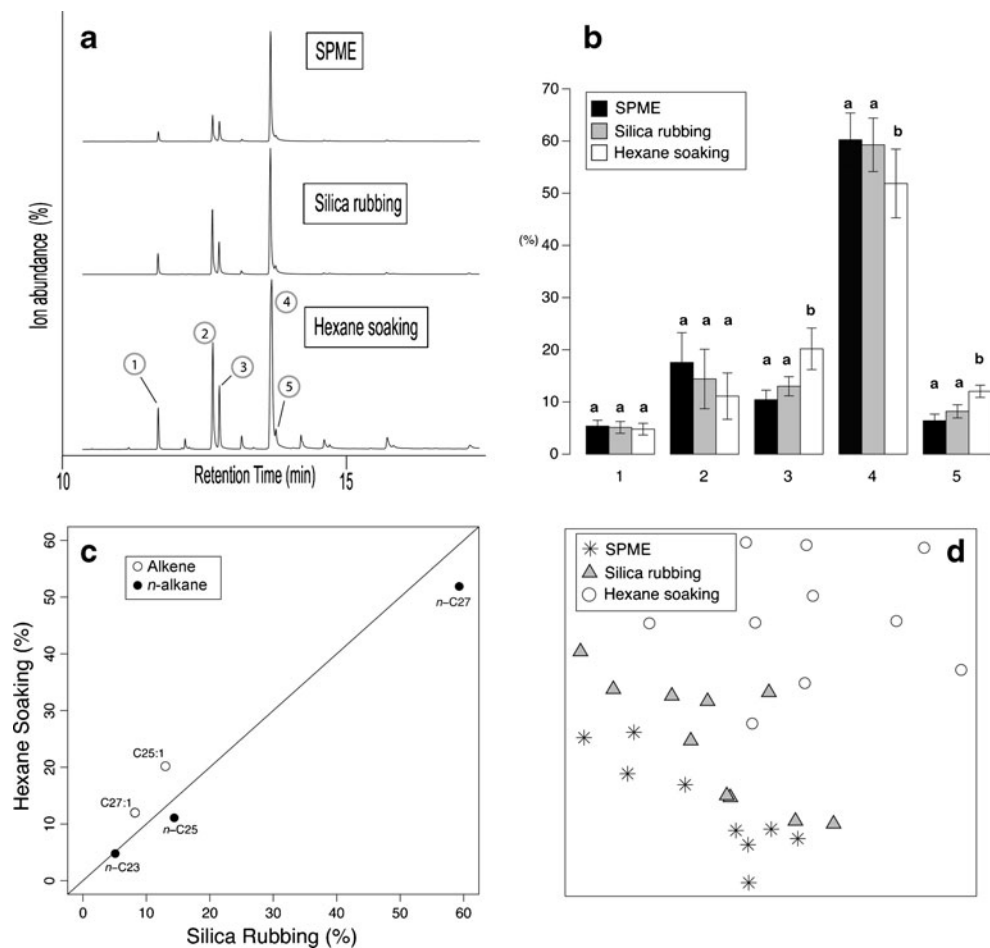 a
SPME
Silica rubbing
Hexane soaking
1
2
3
4
5
Ion abundance (%)
10
Retention Time (min)
15
b
SPME
Silica rubbing
Hexane soaking
70
60
50
40
30
20
10
0
(%)
a a a
a a a
a a b
a a b
a a b
1 2 3 4 5
c
Alkene
n-alkane
60
50
40
30
20
10
0
Hexane Soaking (%)
n–C27
C25:1
C27:1
n–C25
n–C23
0 10 20 30 40 50 60
Silica Rubbing (%)
d
SPME
Silica rubbing
Hexane soaking